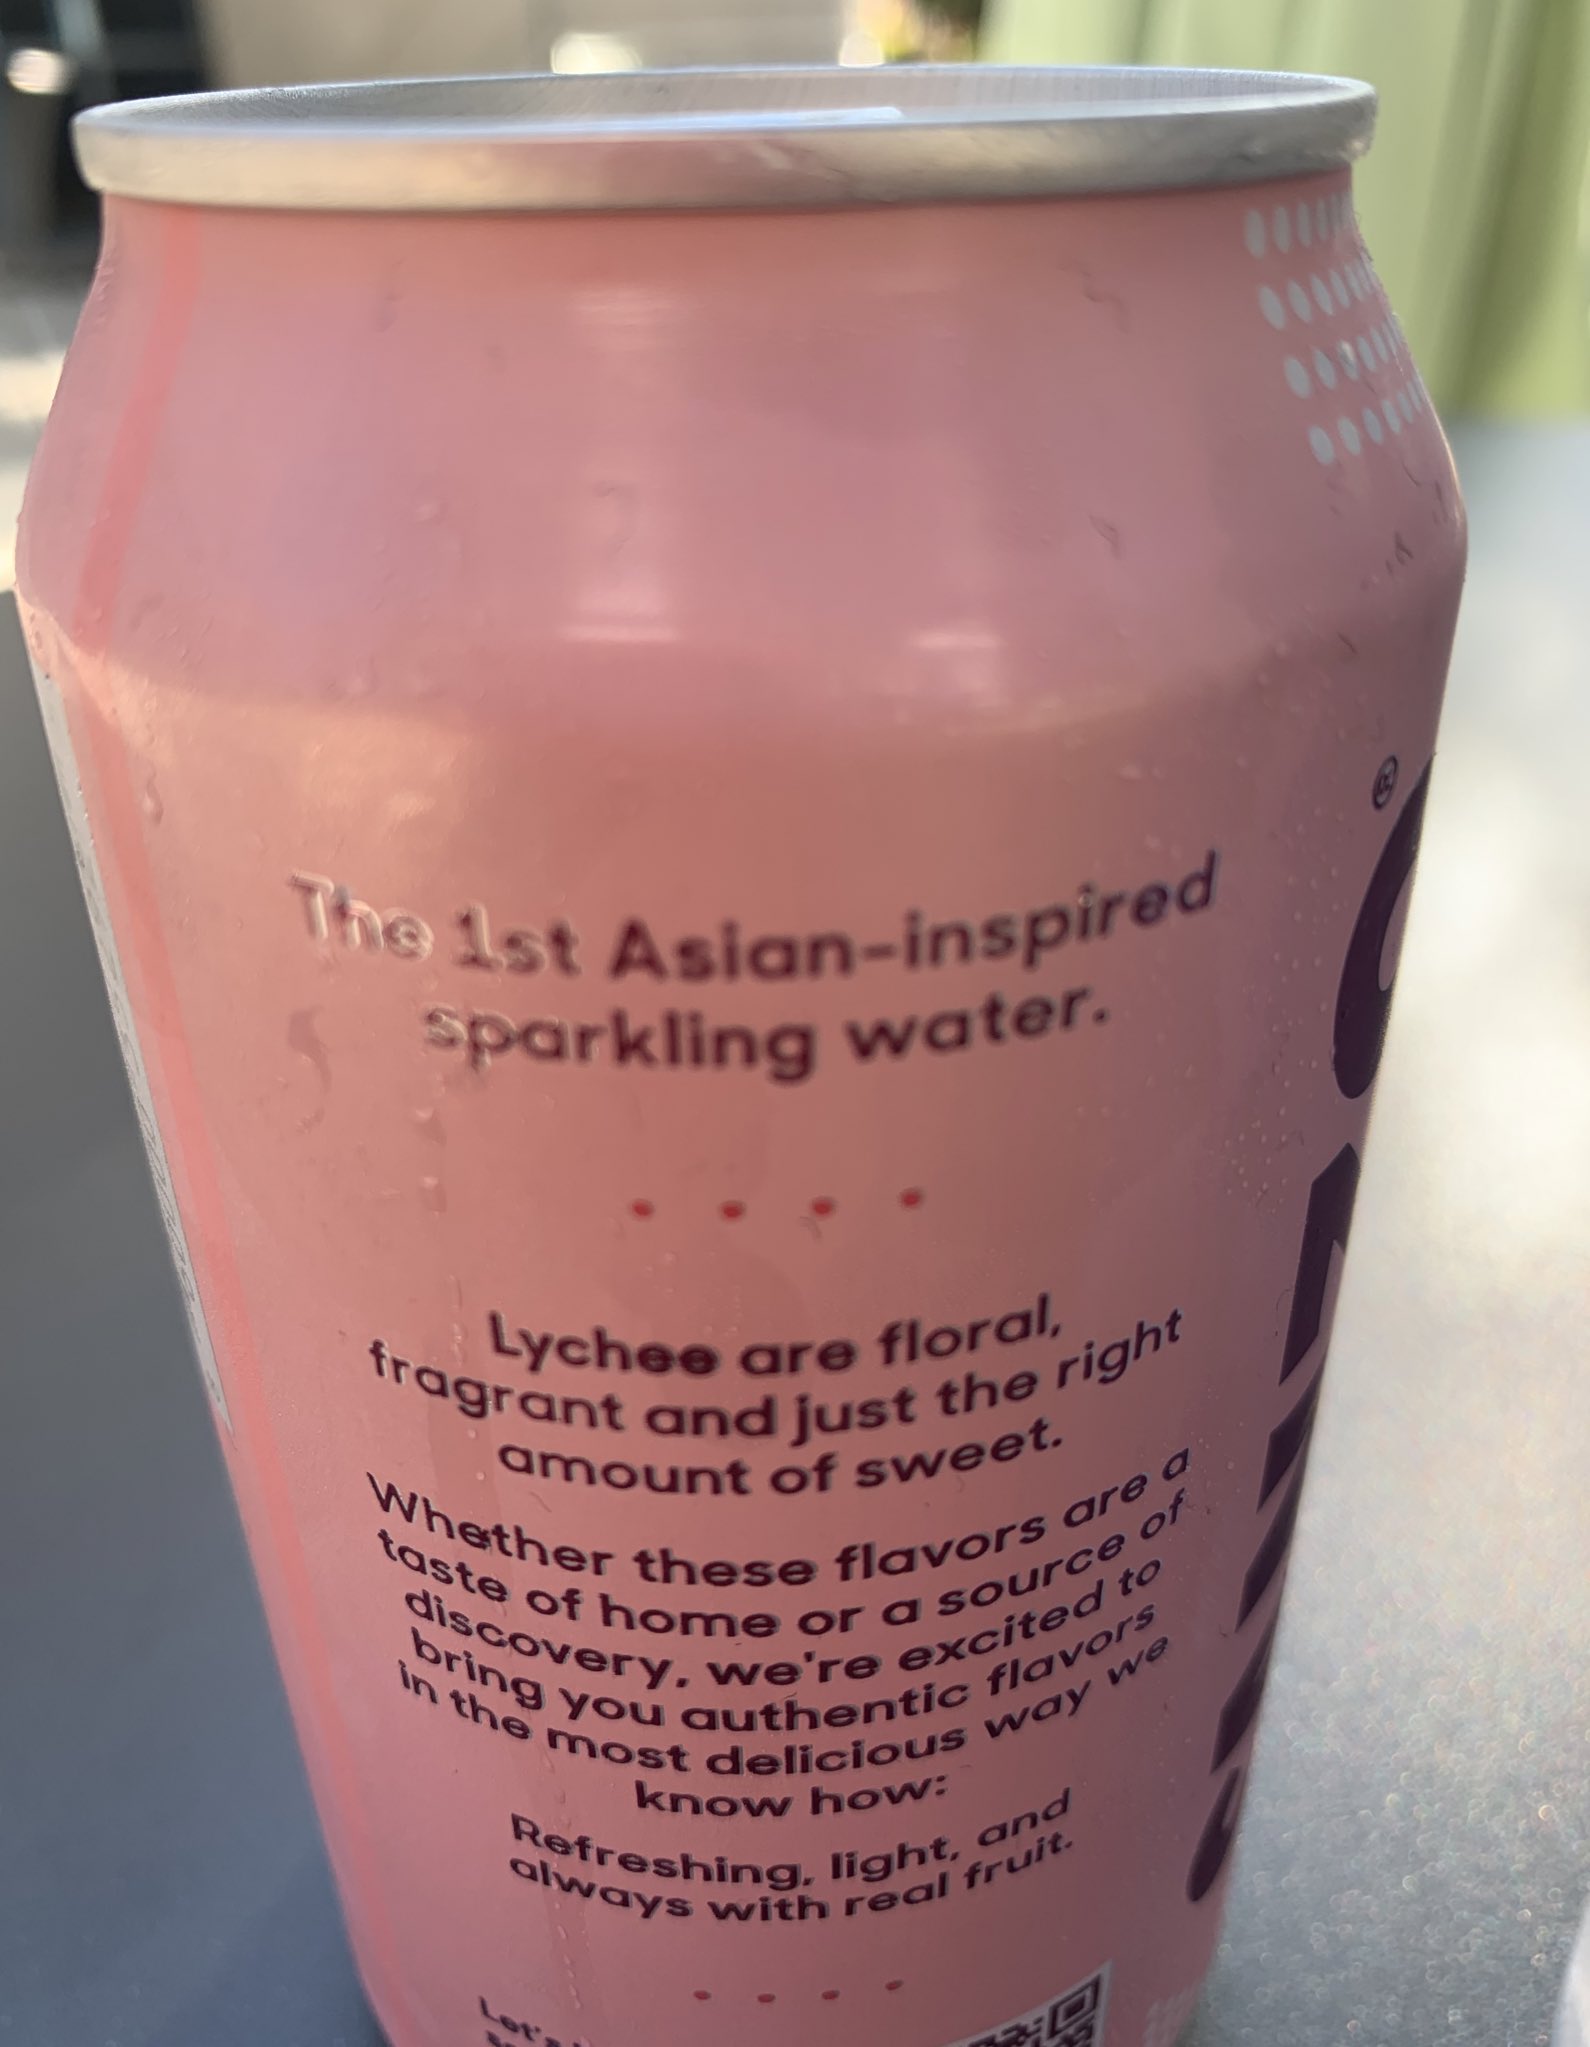 The 1st Asian-inspired
sparkling water.
Lychee are floral,
fragrant and just the right
amount of sweet.
Whether these flavors are a
taste of home or a source of
discovery, we're excited to
bring you authentic flavors
in the most delicious way we
know how:
Refreshing, light, and
always with real fruit.
Let's
®